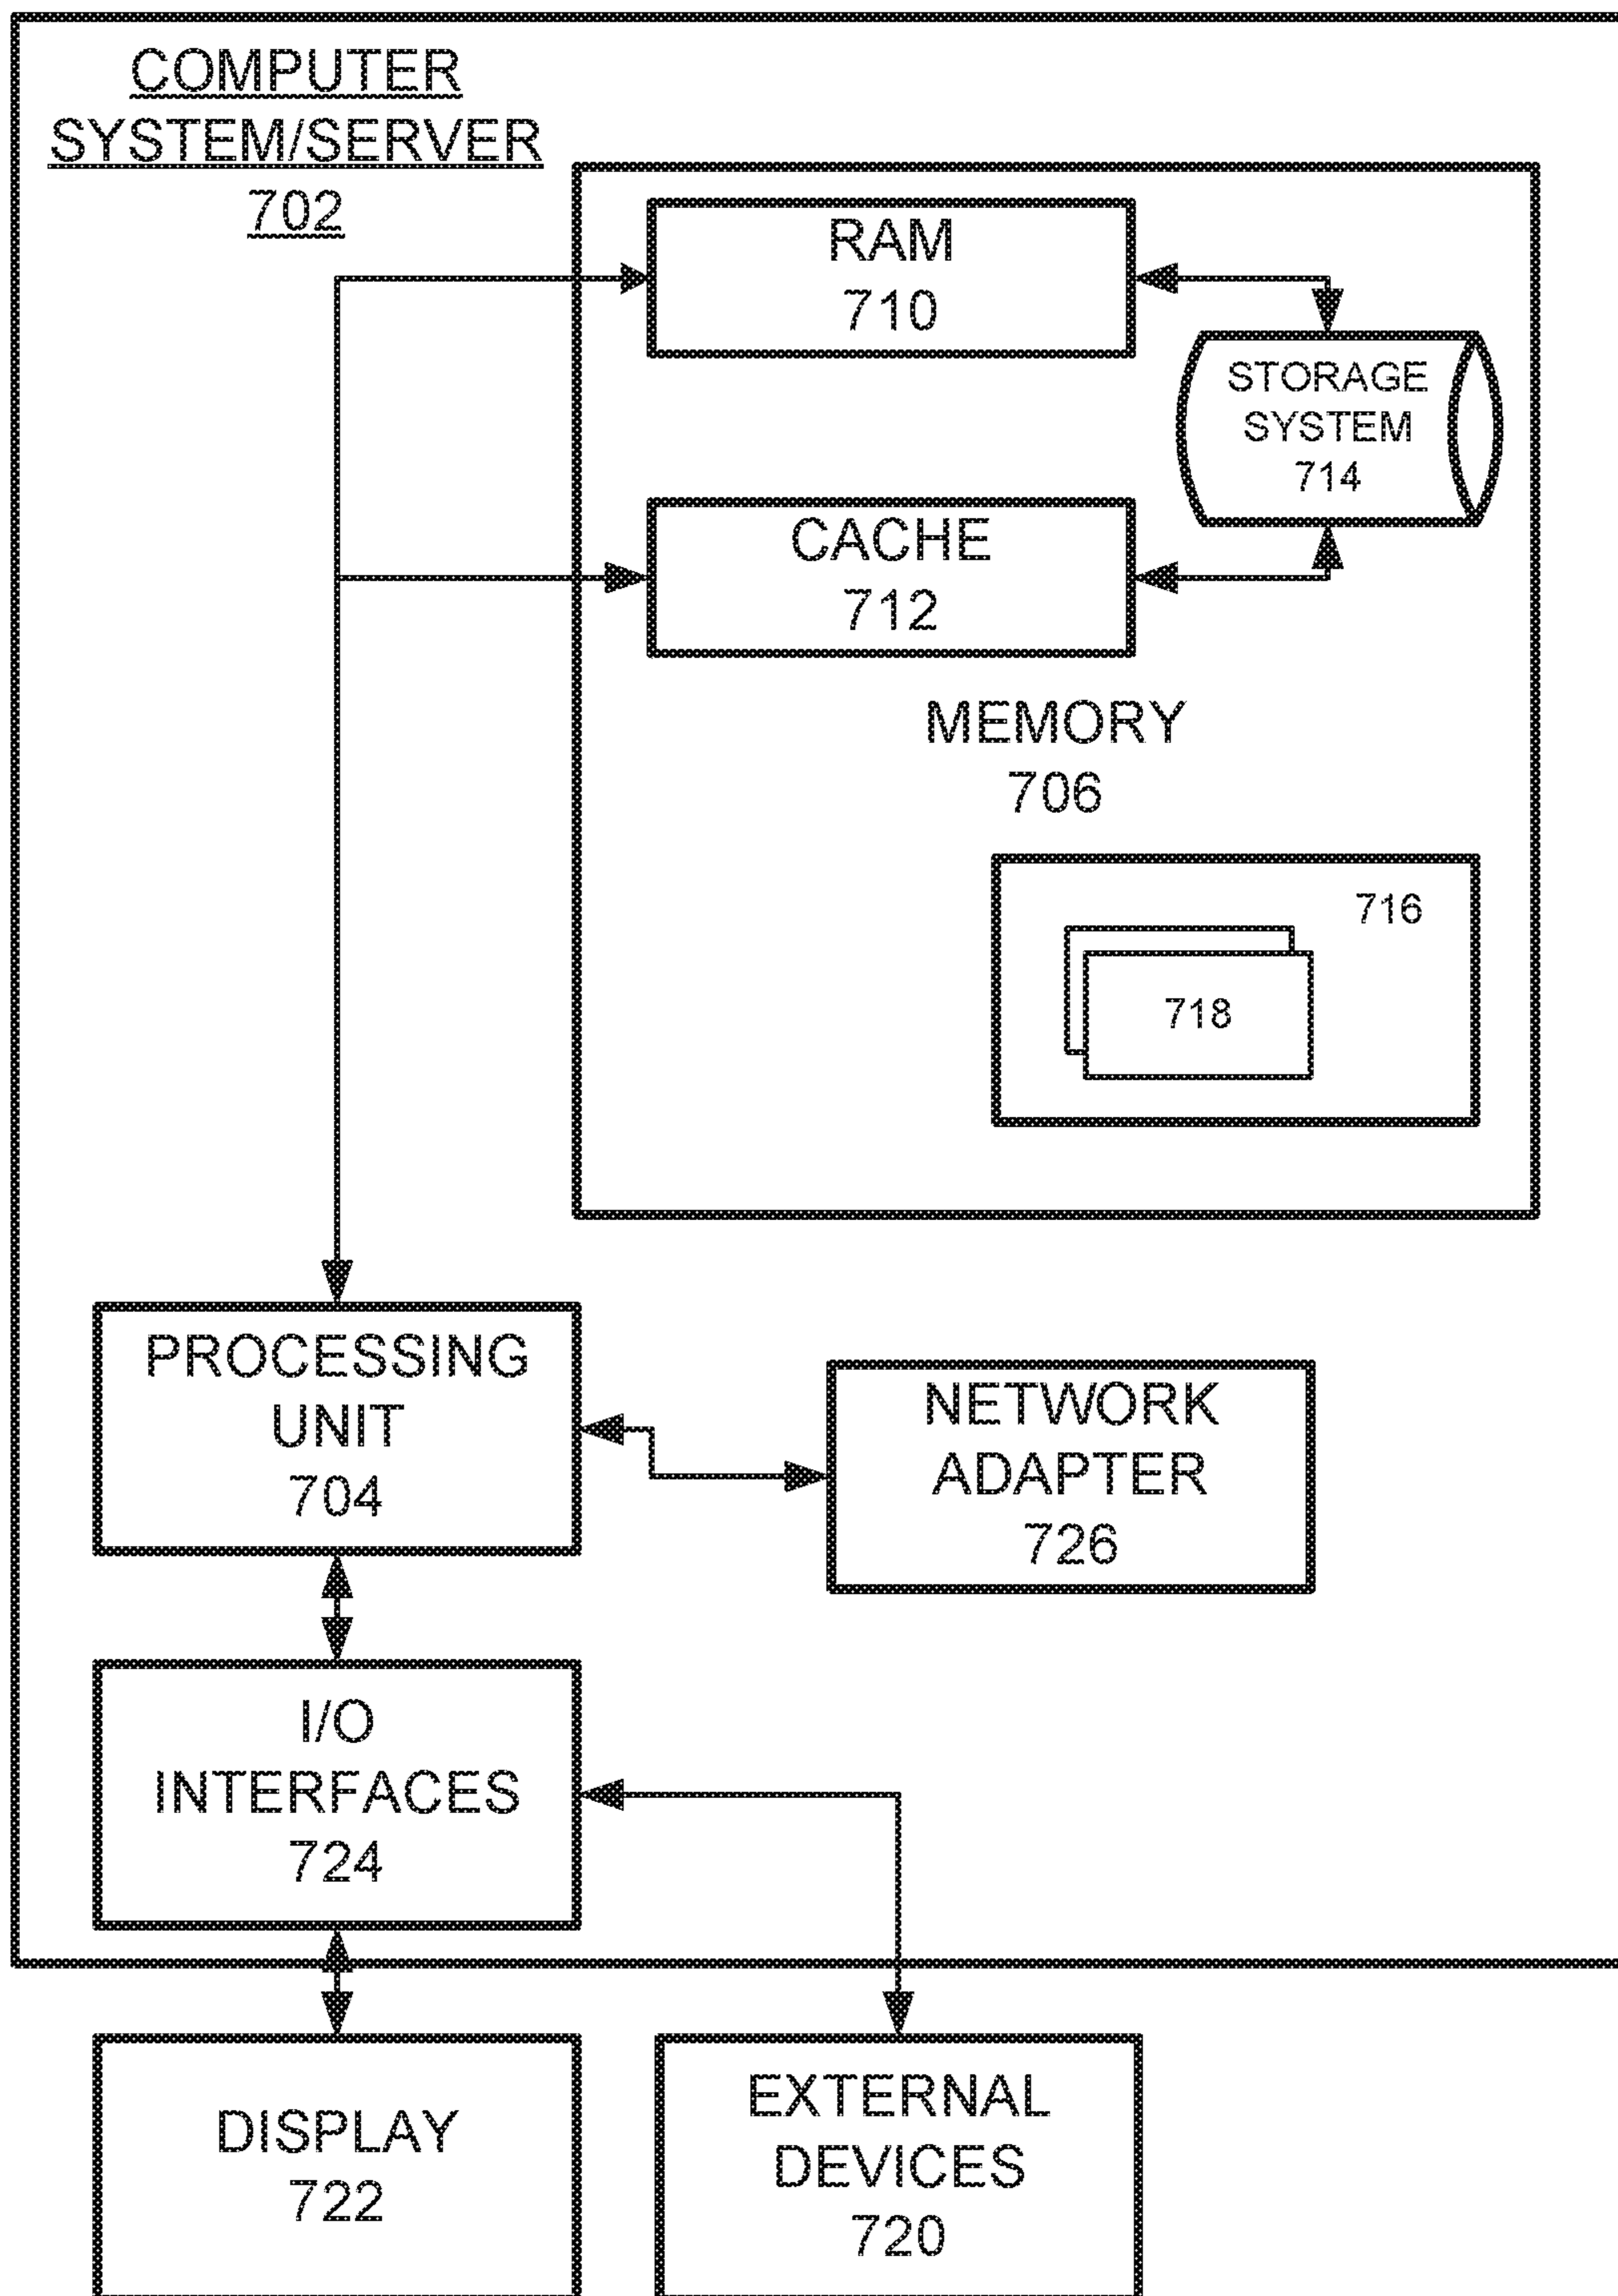 COMPUTER
SYSTEM/SERVER
702
RAM
710
STORAGE
SYSTEM
714
CACHE
712
MEMORY
706
716
718
PROCESSING
UNIT
704
NETWORK
ADAPTER
726
I/O
INTERFACES
724
DISPLAY
722
EXTERNAL
DEVICES
720